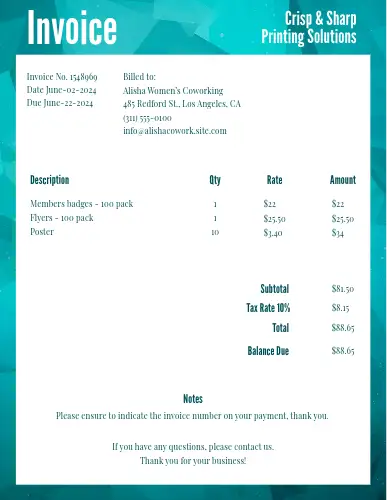 Invoice
Crisp & Sharp
Printing Solutions
Invoice No. 1548969
Date June-02-2024
Due June-22-2024
Billed to:
Alisha Women's Coworking
485 Redford St., Los Angeles, CA
(311) 555-0100
info@alishacowork.site.com
Description Qty Rate Amount
Members badges - 100 pack 1 $22 $22
Flyers - 100 pack 1 $25.50 $25.50
Poster 10 $3.40 $34
Subtotal $81.50
Tax Rate 10% $8.15
Total $88.65
Balance Due $88.65
Notes
Please ensure to indicate the invoice number on your payment, thank you.
If you have any questions, please contact us.
Thank you for your business!